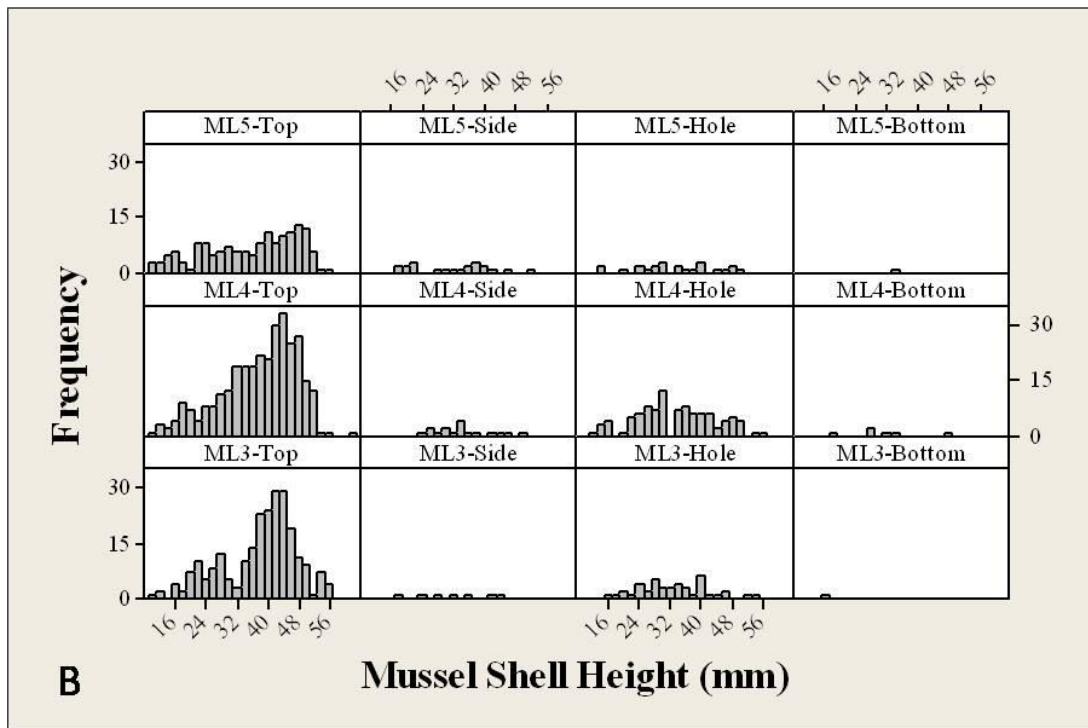 16 24 32 40 48 56 16 24 32 40 48 56
ML5-Top ML5-Side ML5-Hole ML5-Bottom
30
15
0
ML4-Top ML4-Side ML4-Hole ML4-Bottom
30
15
0
ML3-Top ML3-Side ML3-Hole ML3-Bottom
30
15
0
16 24 32 40 48 56 16 24 32 40 48 56
Frequency
Mussel Shell Height (mm)
B